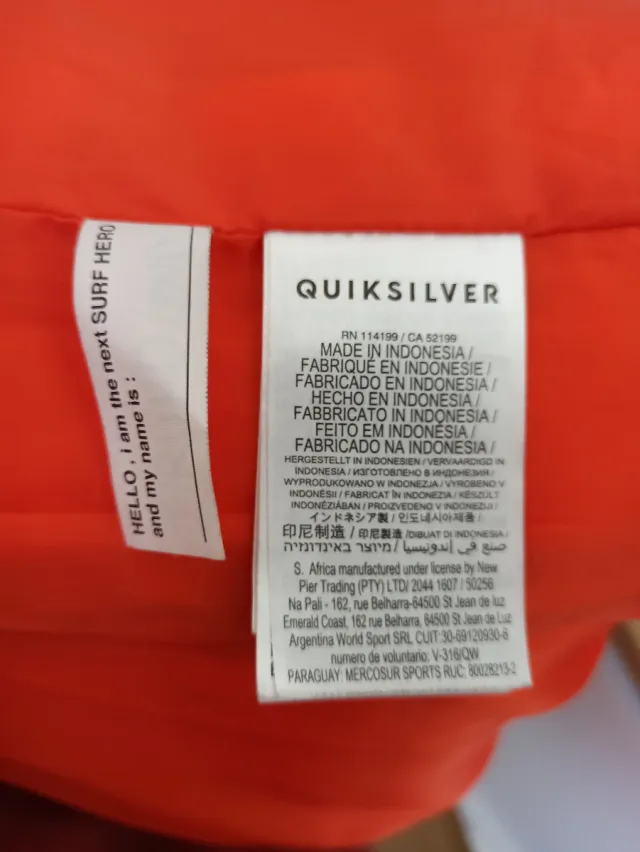 HELLO , i am the next SURF HERO
and my name is :
QUIKSILVER
RN 114199 / CA 52199
MADE IN INDONESIA /
FABRIQUÉ EN INDONESIE /
FABRICADO EN INDONESIA /
HECHO EN INDONESIA /
FABBRICATO IN INDONESIA /
FEITO EM INDONÉSIA /
FABRICADO NA INDONESIA /
HERGESTELLT IN INDONESIEN / VERVAARDIGD IN
INDONESIA / ИЗГОТОВЛЕНО В ИНДОНЕЗИИ /
WYPRODUKOWANO W INDONEZJA / VYROBENO V
INDONÉSII / FABRICAT ÎN INDONEZIA / KÉSZÜLT
INDONÉZIÁBAN / PROIZVEDENO V INDONEZIJI /
インドネシア製 / 인도네시아제품 /
印尼制造 / 印尼製造 /DIBUAT DI INDONESIA /
صنع في إندونيسيا / מיוצר באינדונזיה
S. Africa manufactured under license by New
Pier Trading (PTY) LTD/ 2044 1607 / 50256
Na Pali - 162, rue Belharra-64500 St Jean de luz
Emerald Coast, 162 rue Belharra, 64500 St Jean de Luz
Argentina World Sport SRL CUIT:30-69120930-6
numero de voluntario: V-316/QW
PARAGUAY: MERCOSUR SPORTS RUC: 80028213-2